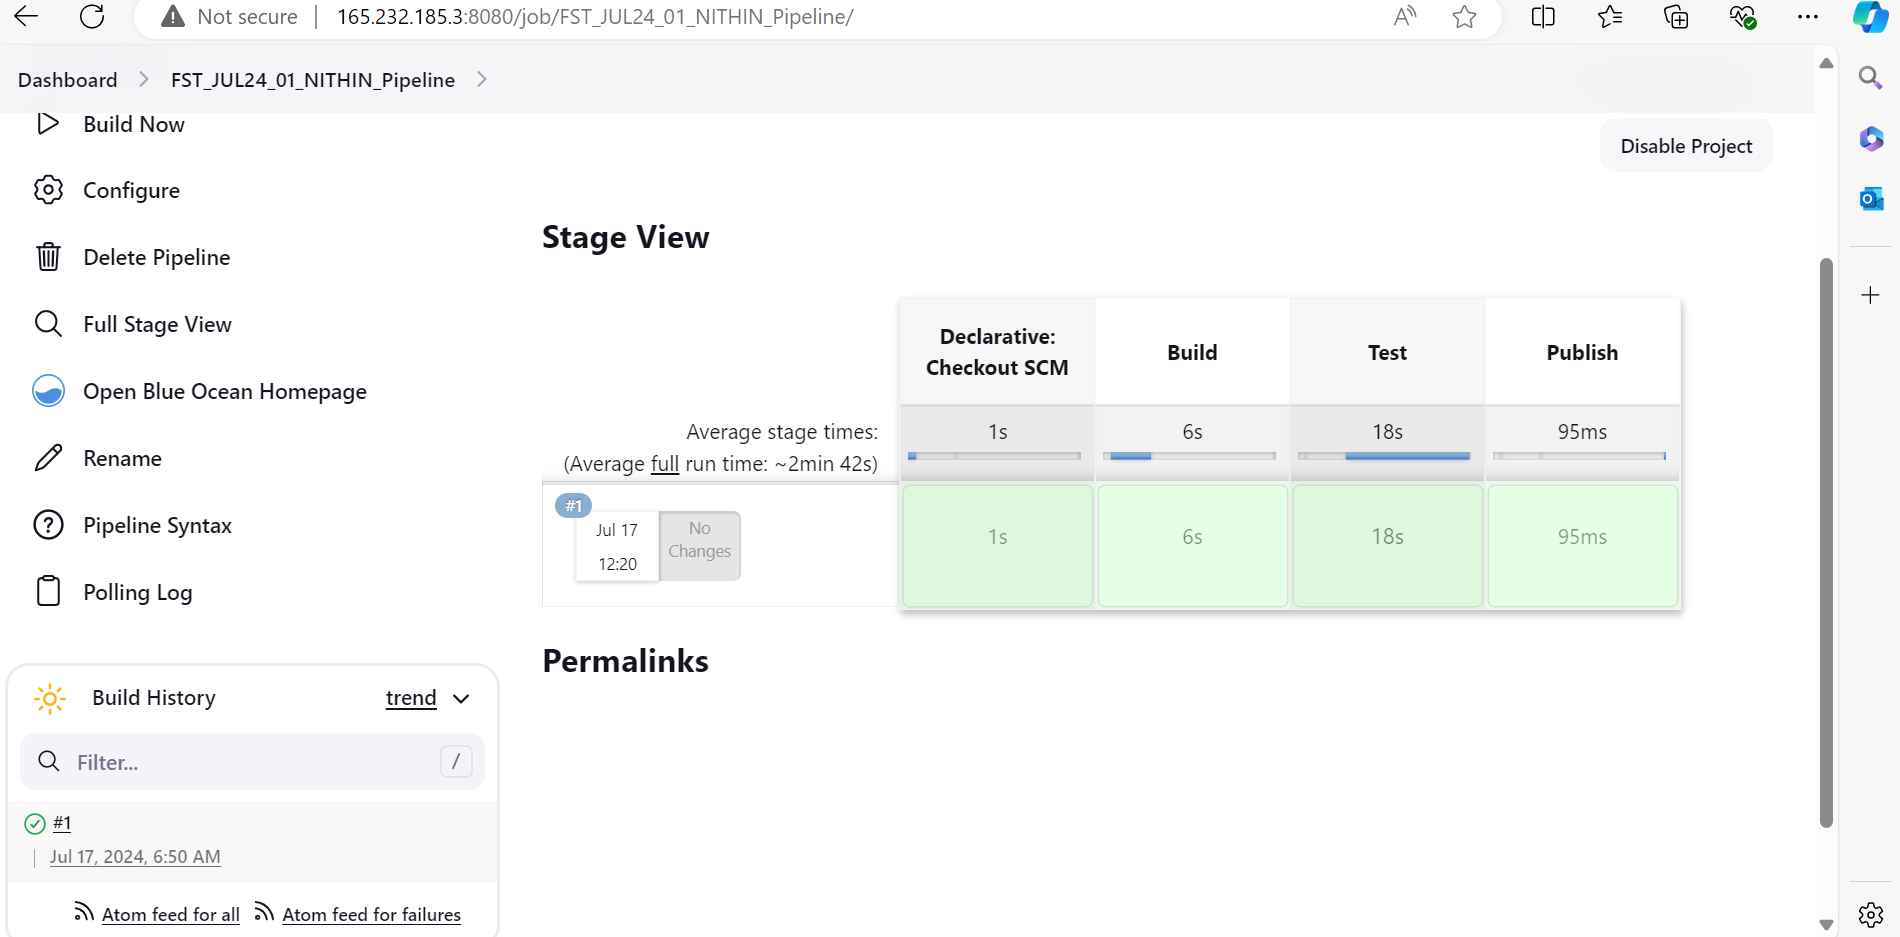 Not secure | 165.232.185.3:8080/job/FST_JUL24_01_NITHIN_Pipeline/
Dashboard > FST_JUL24_01_NITHIN_Pipeline >
Build Now
Configure
Delete Pipeline
Full Stage View
Open Blue Ocean Homepage
Rename
Pipeline Syntax
Polling Log
Build History
trend
Filter...
/
#1
Jul 17, 2024, 6:50 AM
Atom feed for all
Atom feed for failures
Disable Project
Stage View
Declarative:
Checkout SCM
Build
Test
Publish
Average stage times:
(Average full run time: ~2min 42s)
1s
6s
18s
95ms
#1
Jul 17
12:20
No
Changes
1s
6s
18s
95ms
Permalinks